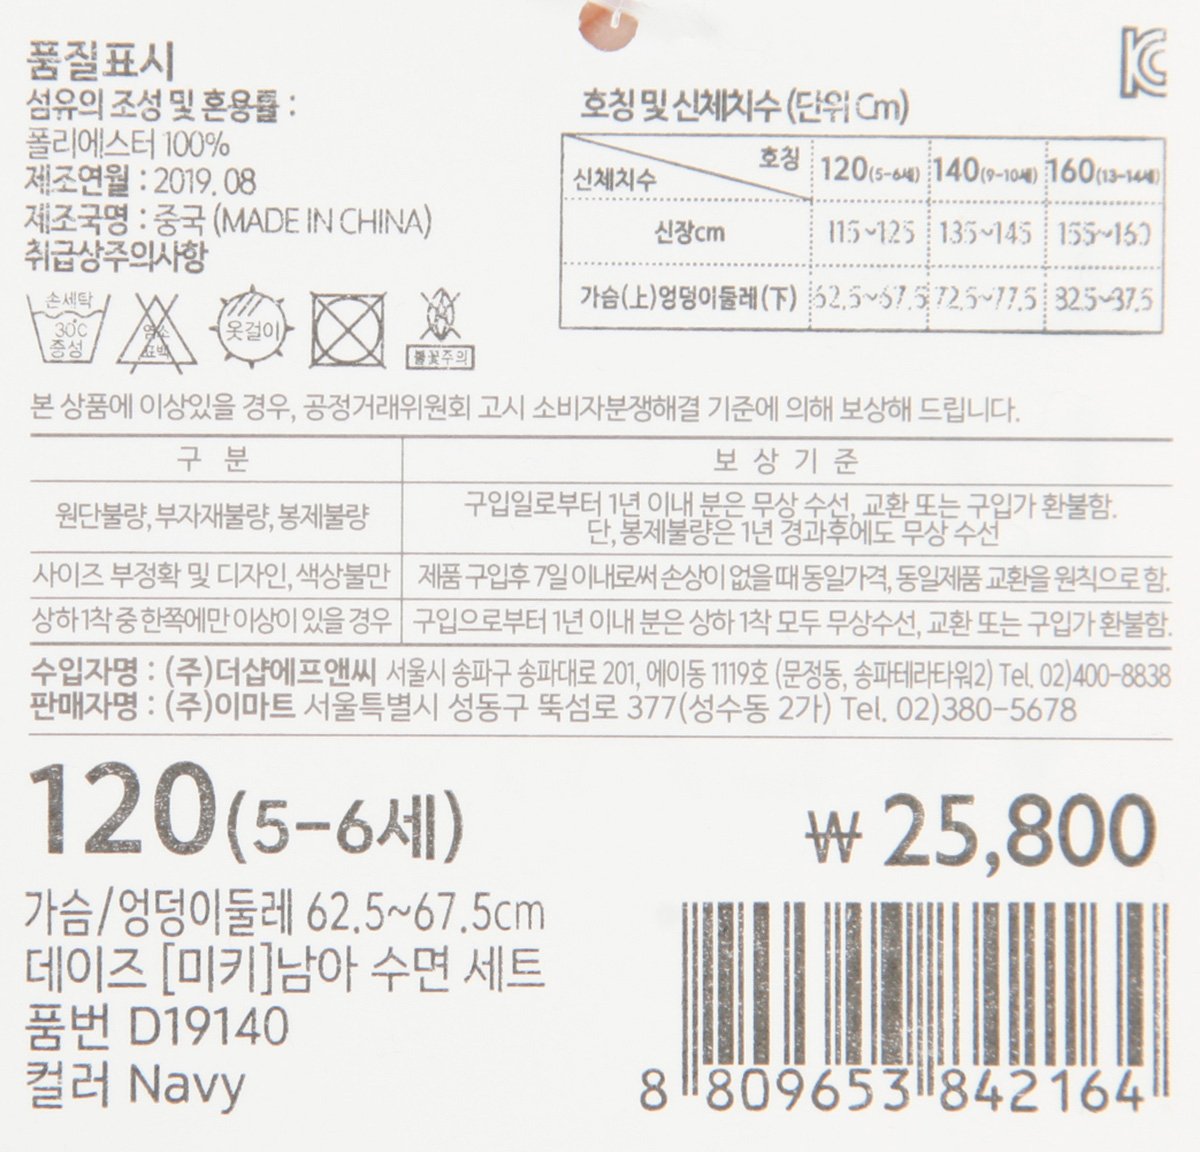 품질표시
섬유의 조성 및 혼용률 :
폴리에스터 100%
제조연월 : 2019. 08
제조국명 : 중국 (MADE IN CHINA)
취급상주의사항
손세탁
30℃
중성
염소
표백
옷걸이
불꽃주의
KC
호칭 및 신체치수 (단위 Cm)
호칭 120(5-6세) 140(9-10세) 160(13-14세)
신체치수
신장cm 115~125 135~145 155~160
가슴(上)엉덩이둘레(下) 62.5~67.5 72.5~77.5 82.5~87.5
본 상품에 이상있을 경우, 공정거래위원회 고시 소비자분쟁해결 기준에 의해 보상해 드립니다.
구 분 보 상 기 준
원단불량, 부자재불량, 봉제불량 구입일로부터 1년 이내 분은 무상 수선, 교환 또는 구입가 환불함.
단, 봉제불량은 1년 경과후에도 무상 수선
사이즈 부정확 및 디자인, 색상불만 제품 구입후 7일 이내로써 손상이 없을 때 동일가격, 동일제품 교환을 원칙으로 함.
상하 1착 중 한쪽에만 이상이 있을 경우 구입으로부터 1년 이내 분은 상하 1착 모두 무상수선, 교환 또는 구입가 환불함.
수입자명 : (주)더샵에프앤씨 서울시 송파구 송파대로 201, 에이동 1119호 (문정동, 송파테라타워2) Tel. 02)400-8838
판매자명 : (주)이마트 서울특별시 성동구 뚝섬로 377(성수동 2가) Tel. 02)380-5678
120(5-6세)
₩ 25,800
가슴/엉덩이둘레 62.5~67.5cm
데이즈 [미키]남아 수면 세트
품번 D19140
컬러 Navy
8 809653 842164